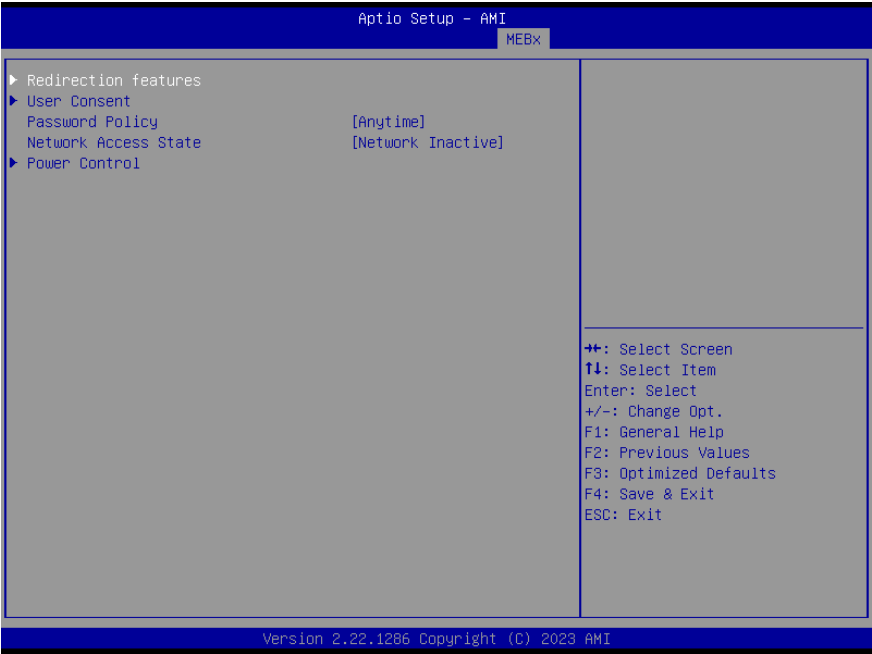 Aptio Setup – AMI
MEBx
Redirection features
User Consent
Password Policy [Anytime]
Network Access State [Network Inactive]
Power Control
→←: Select Screen
↑↓: Select Item
Enter: Select
+/-: Change Opt.
F1: General Help
F2: Previous Values
F3: Optimized Defaults
F4: Save & Exit
ESC: Exit
Version 2.22.1286 Copyright (C) 2023 AMI